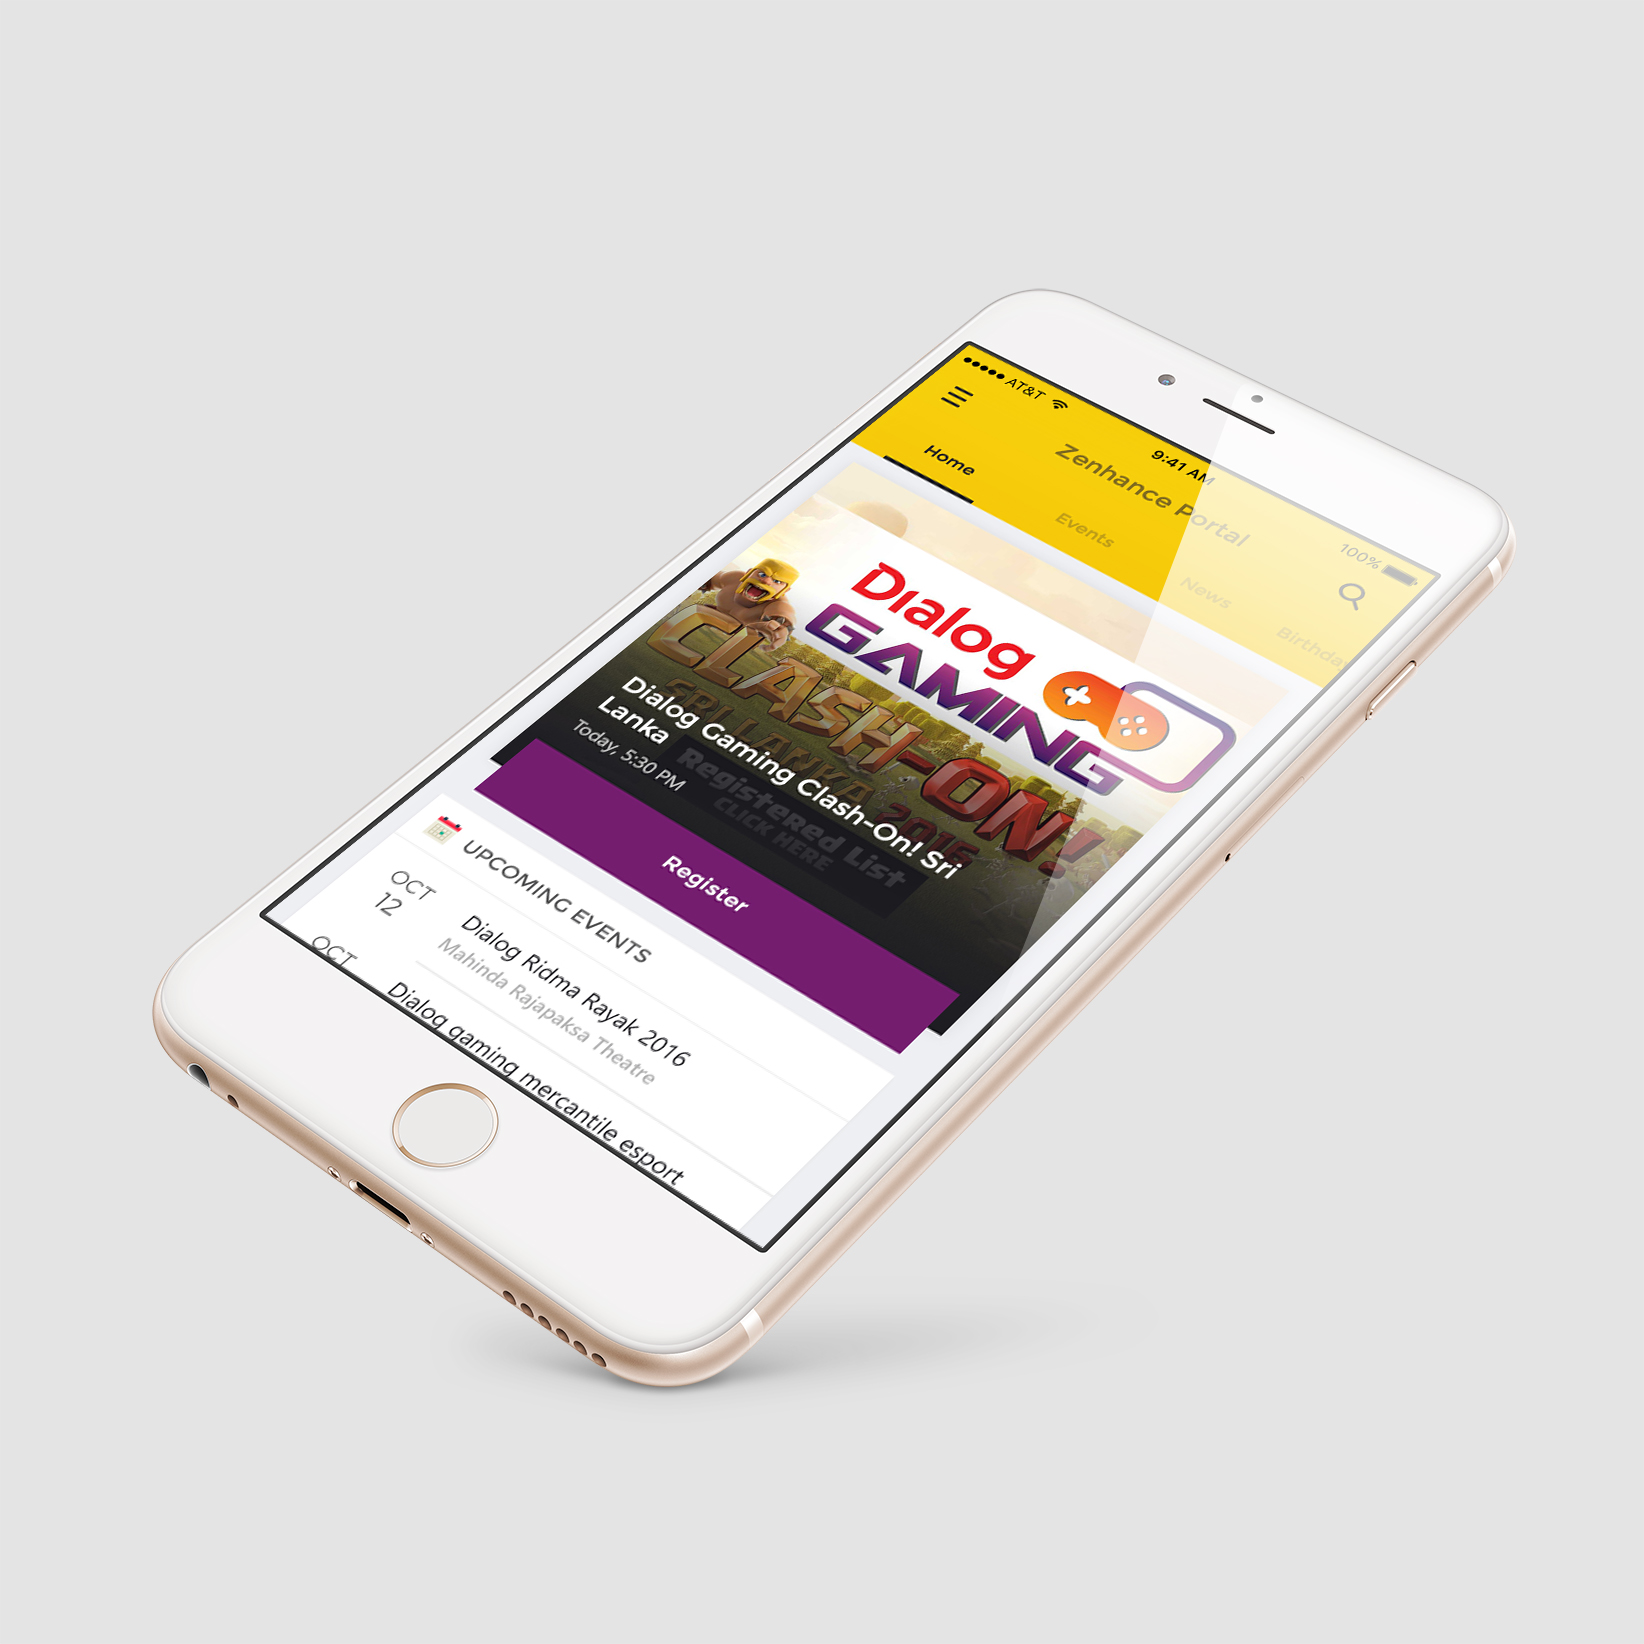 AT&T
9:41 AM
100%
Zenhance Portal
Home
Events
News
Birthday
Dialog
GAMING
CLASH-ON!
SRI LANKA 2016
Registered List
CLICK HERE
Dialog Gaming Clash-On! Sri
Lanka
Today, 5:30 PM
Register
UPCOMING EVENTS
OCT
12
Dialog Ridma Rayak 2016
Mahinda Rajapaksa Theatre
OCT
Dialog gaming mercantile esport